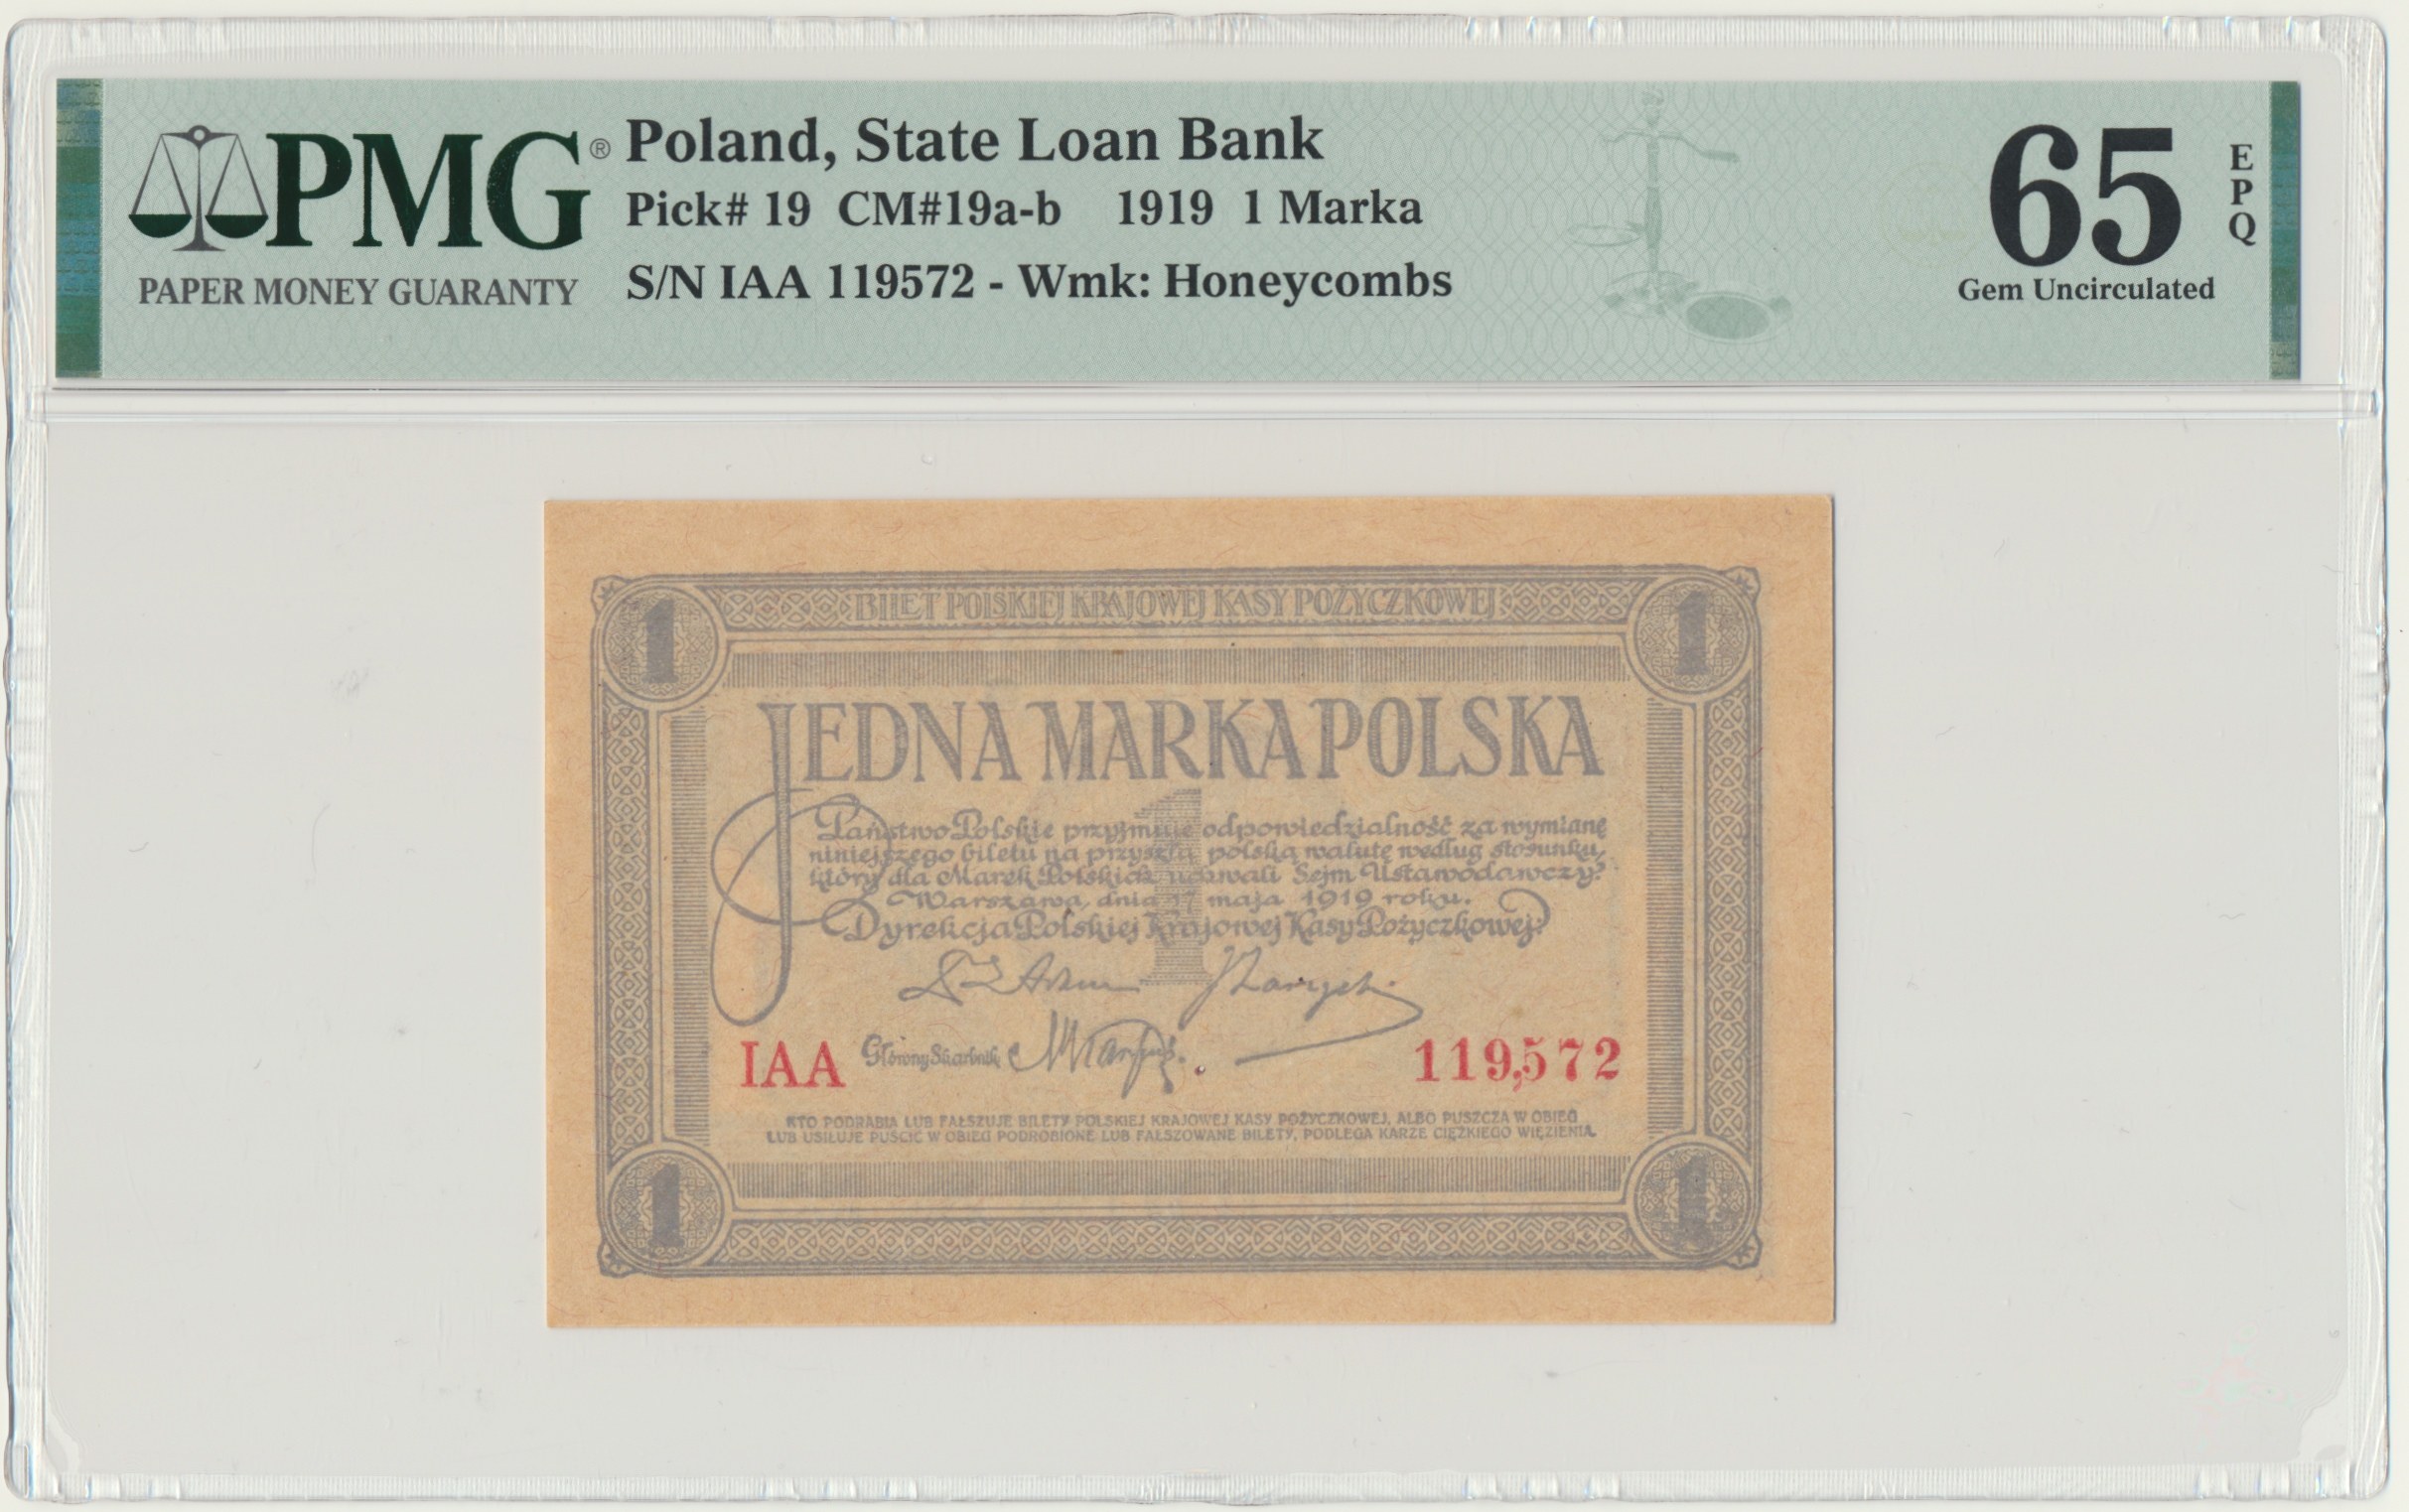 PMG®
PAPER MONEY GUARANTY
Poland, State Loan Bank
Pick# 19 CM#19a-b 1919 1 Marka
S/N IAA 119572 - Wmk: Honeycombs
65
EPQ
Gem Uncirculated
1 BILET POLSKIEJ KRAJOWEJ KASY POŻYCZKOWEJ 1
JEDNA MARKA POLSKA
1
Państwo Polskie przyjmuje odpowiedzialność za wymianę
niniejszego biletu na przyszłą polską walutę według stosunku,
który dla Marek Polskich uchwali Sejm Ustawodawczy.
Warszawa, dnia 17 maja 1919 roku.
Dyrekcja Polskiej Krajowej Kasy Pożyczkowej:
IAA Główny Skarbnik 119,572
KTO PODRABIA LUB FAŁSZUJE BILETY POLSKIEJ KRAJOWEJ KASY POŻYCZKOWEJ, ALBO PUSZCZA W OBIEG
LUB USIŁUJE PUŚCIĆ W OBIEG PODROBIONE LUB FAŁSZOWANE BILETY, PODLEGA KARZE CIĘŻKIEGO WIĘZIENIA.
1 1